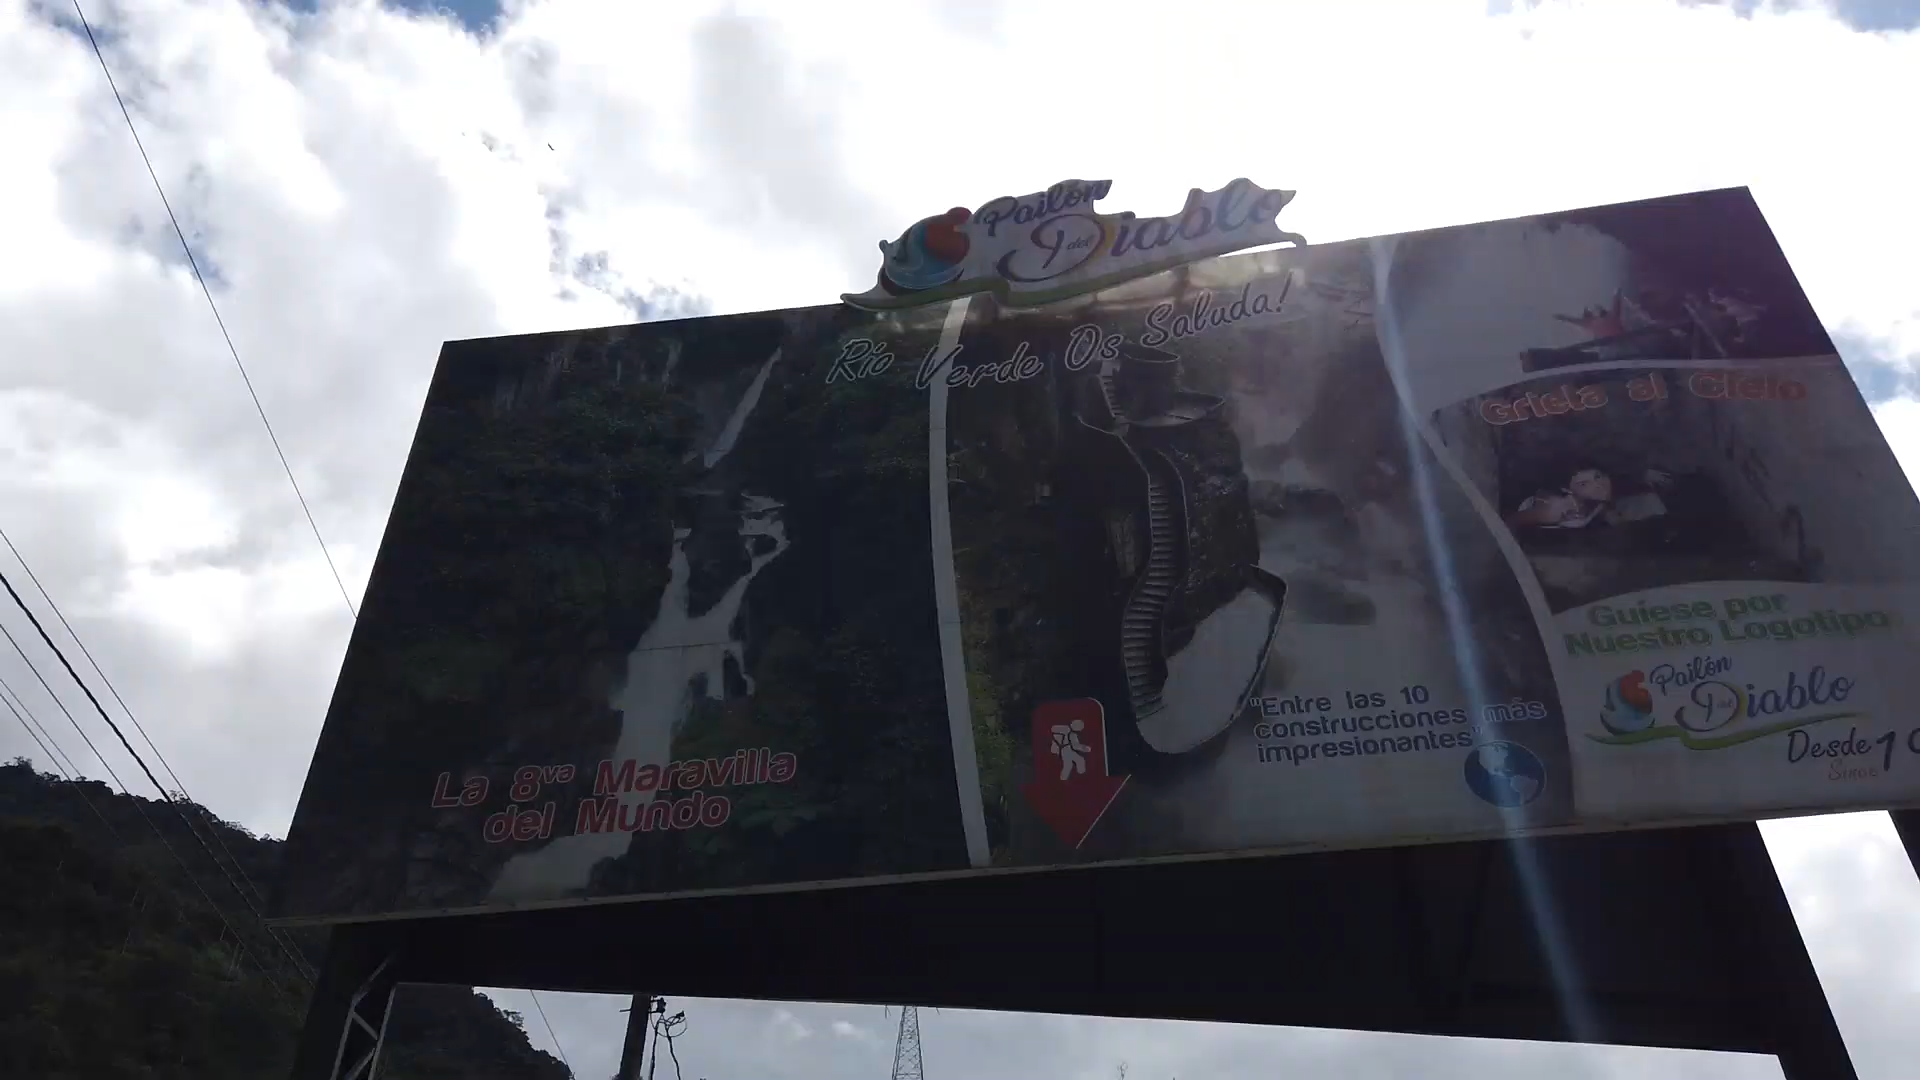 Pailón
del Diablo
Río Verde Os Saluda!
La 8va Maravilla
del Mundo
"Entre las 10
construcciones más
impresionantes"
Grieta al Cielo
Guíese por
Nuestro Logotipo
Pailón
del Diablo
Desde
Since